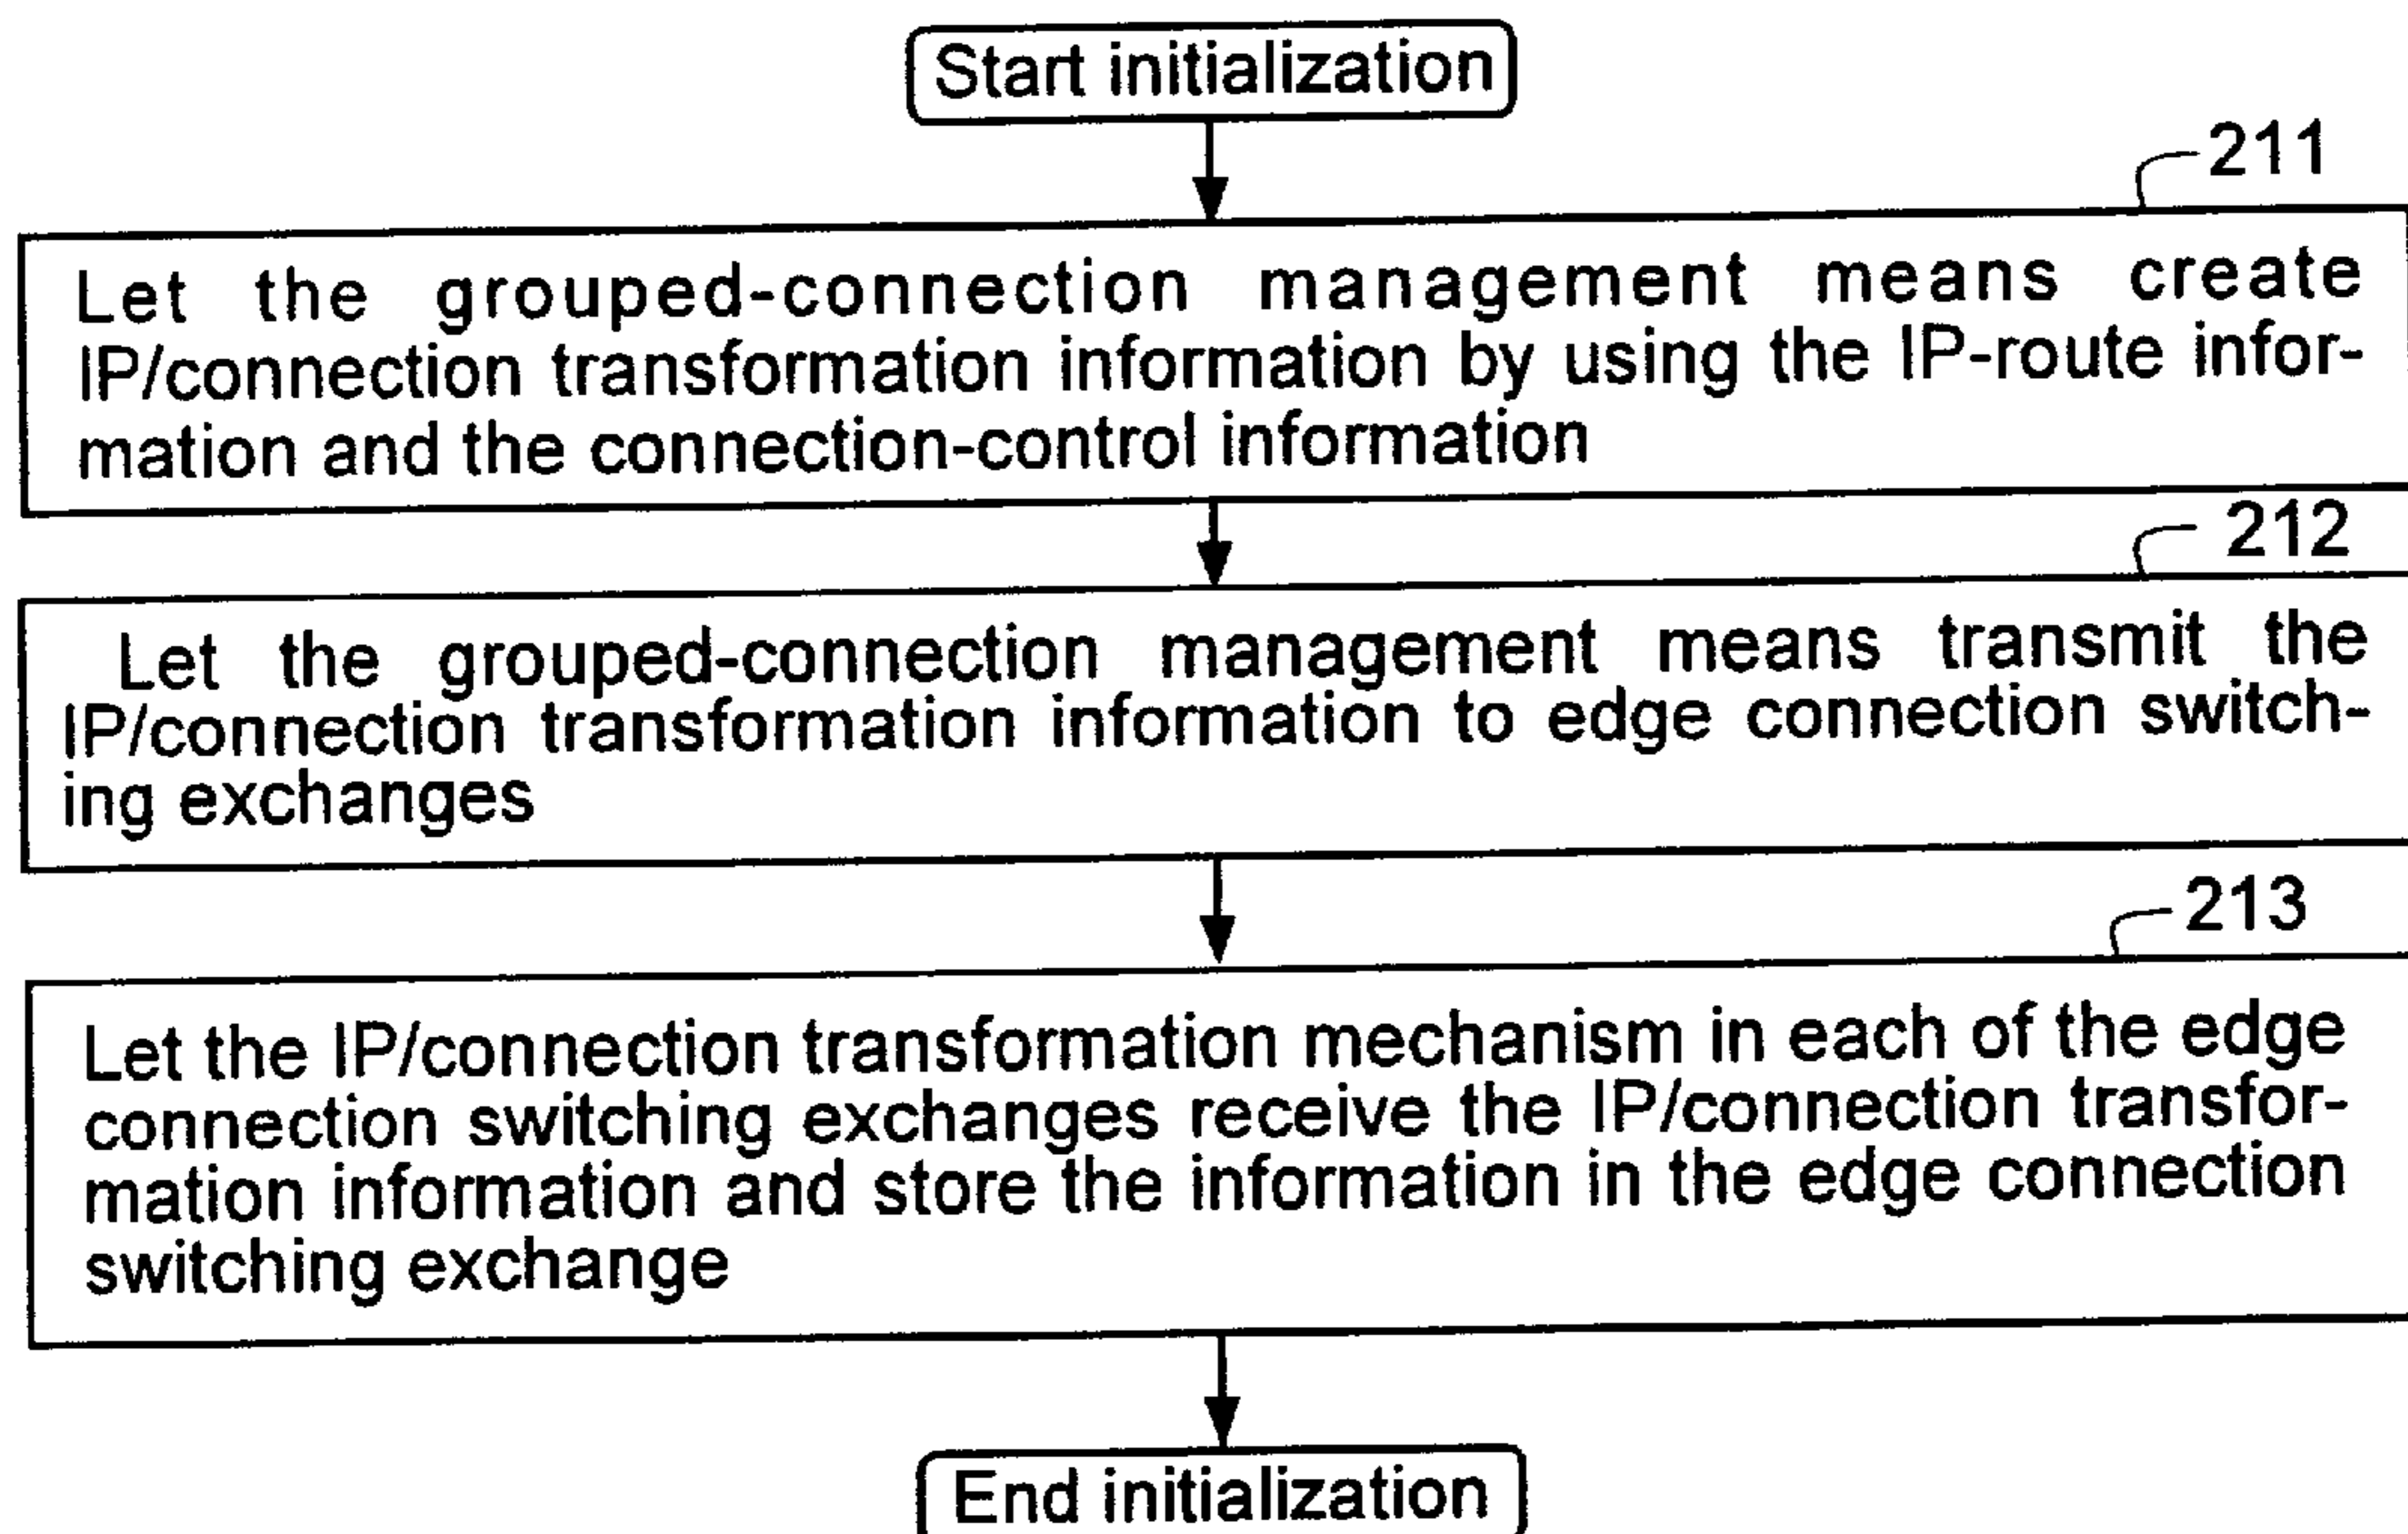 Start initialization
211
Let the grouped-connection management means create
IP/connection transformation information by using the IP-route infor-
mation and the connection-control information
212
Let the grouped-connection management means transmit the
IP/connection transformation information to edge connection switch-
ing exchanges
213
Let the IP/connection transformation mechanism in each of the edge
connection switching exchanges receive the IP/connection transfor-
mation information and store the information in the edge connection
switching exchange
End initialization